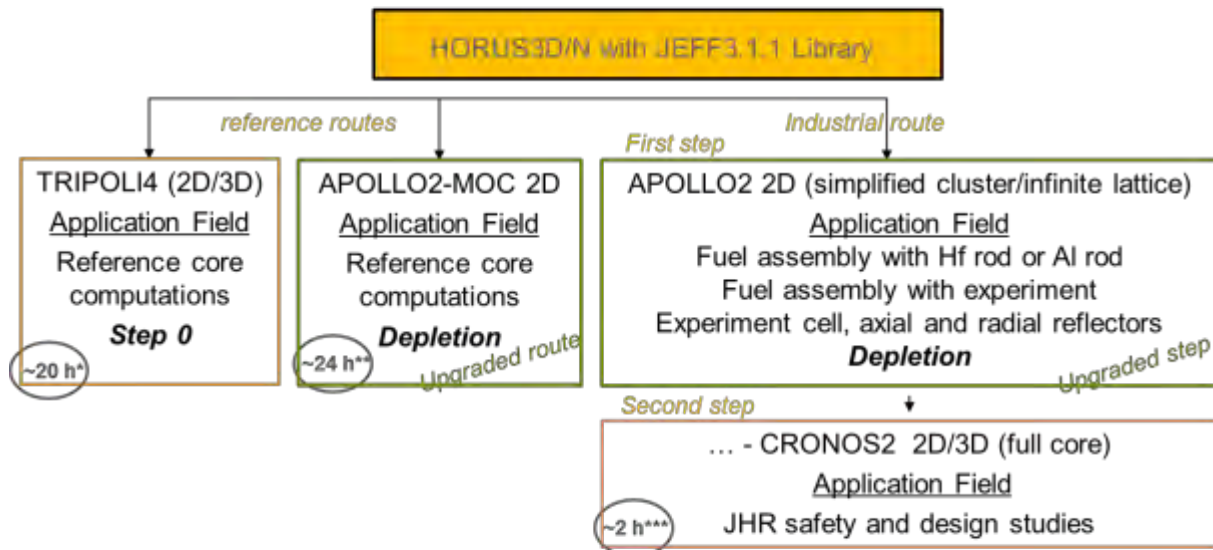 HORUS3D/N with JEFF3.1.1 Library
reference routes
Industrial route
TRIPOLI4 (2D/3D)
Application Field
Reference core
computations
Step 0
~20 h*
APOLLO2-MOC 2D
Application Field
Reference core
computations
Depletion
~24 h**
Upgraded route
First step
APOLLO2 2D (simplified cluster/infinite lattice)
Application Field
Fuel assembly with Hf rod or Al rod
Fuel assembly with experiment
Experiment cell, axial and radial reflectors
Depletion
Upgraded step
Second step
… - CRONOS2 2D/3D (full core)
Application Field
JHR safety and design studies
~2 h***